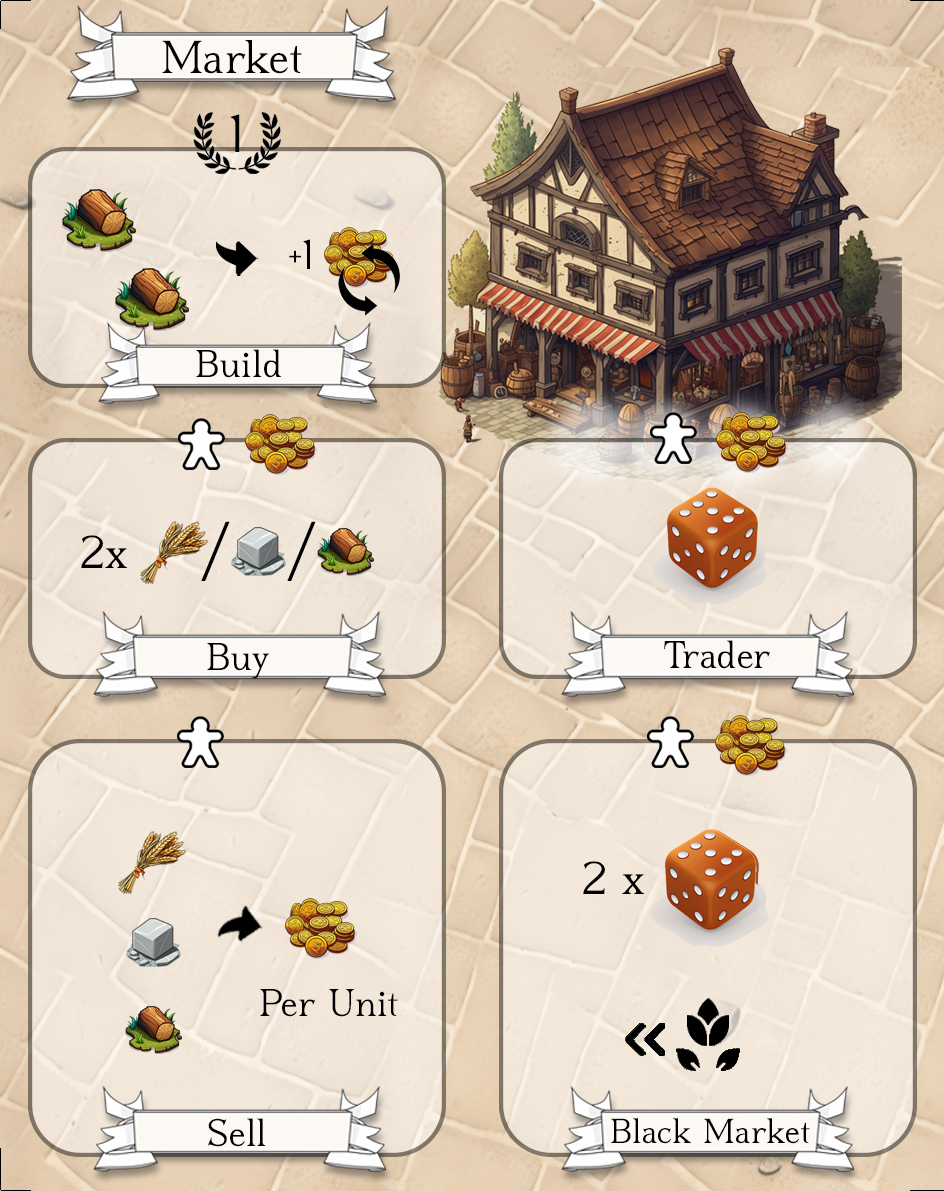 Market
1
+1
Build
2x / /
Buy
Trader
Per Unit
Sell
2 x
«
Black Market